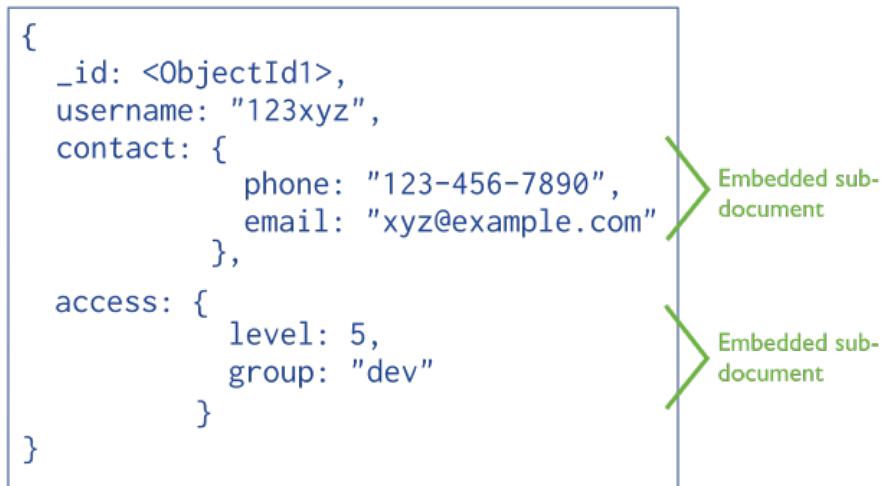 {
_id: <ObjectId1>,
username: "123xyz",
contact: {
phone: "123-456-7890",
email: "xyz@example.com"
},
access: {
level: 5,
group: "dev"
}
}
Embedded sub-
document
Embedded sub-
document